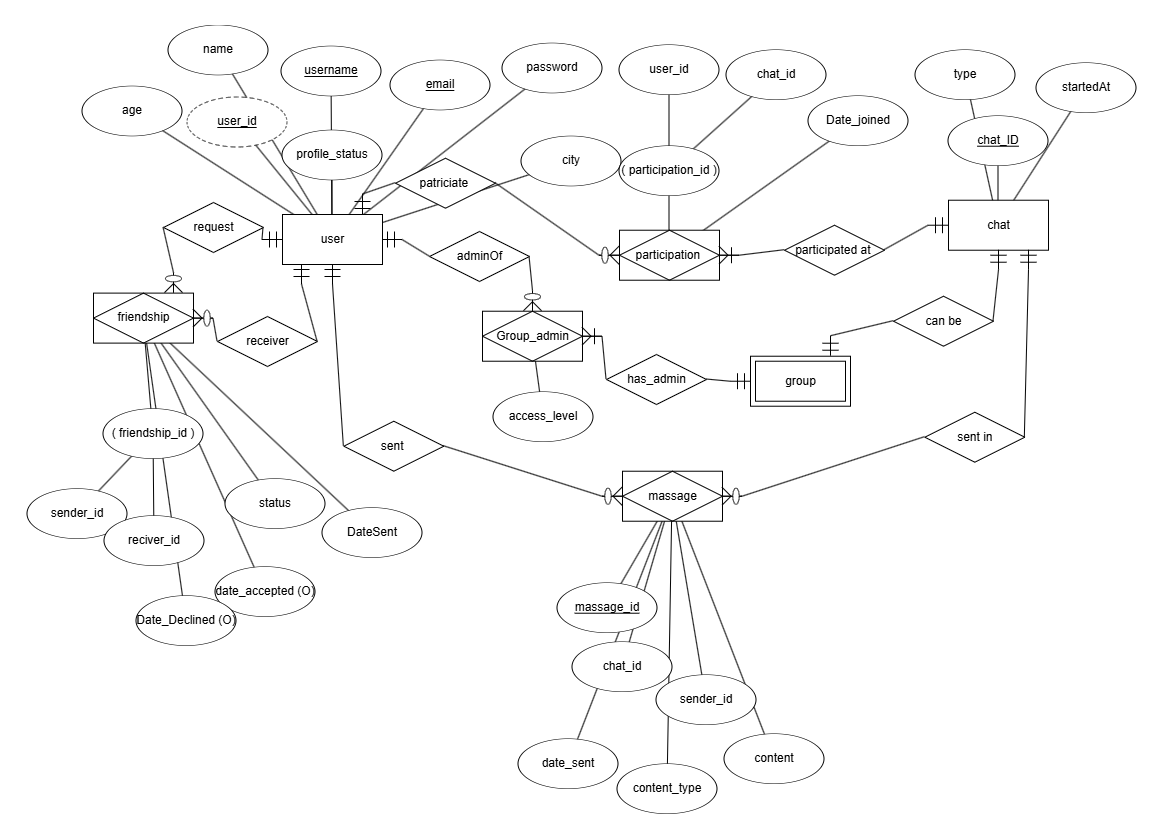 name
username
email
password
user_id
chat_id
type
startedAt
age
user_id
profile_status
city
( participation_id )
Date_joined
chat_ID
patriciate
request
user
adminOf
participation
participated at
chat
friendship
receiver
Group_admin
can be
has_admin
group
access_level
( friendship_id )
sent
sent in
sender_id
reciver_id
status
DateSent
massage
date_accepted (O)
Date_Declined (O)
massage_id
chat_id
sender_id
date_sent
content_type
content